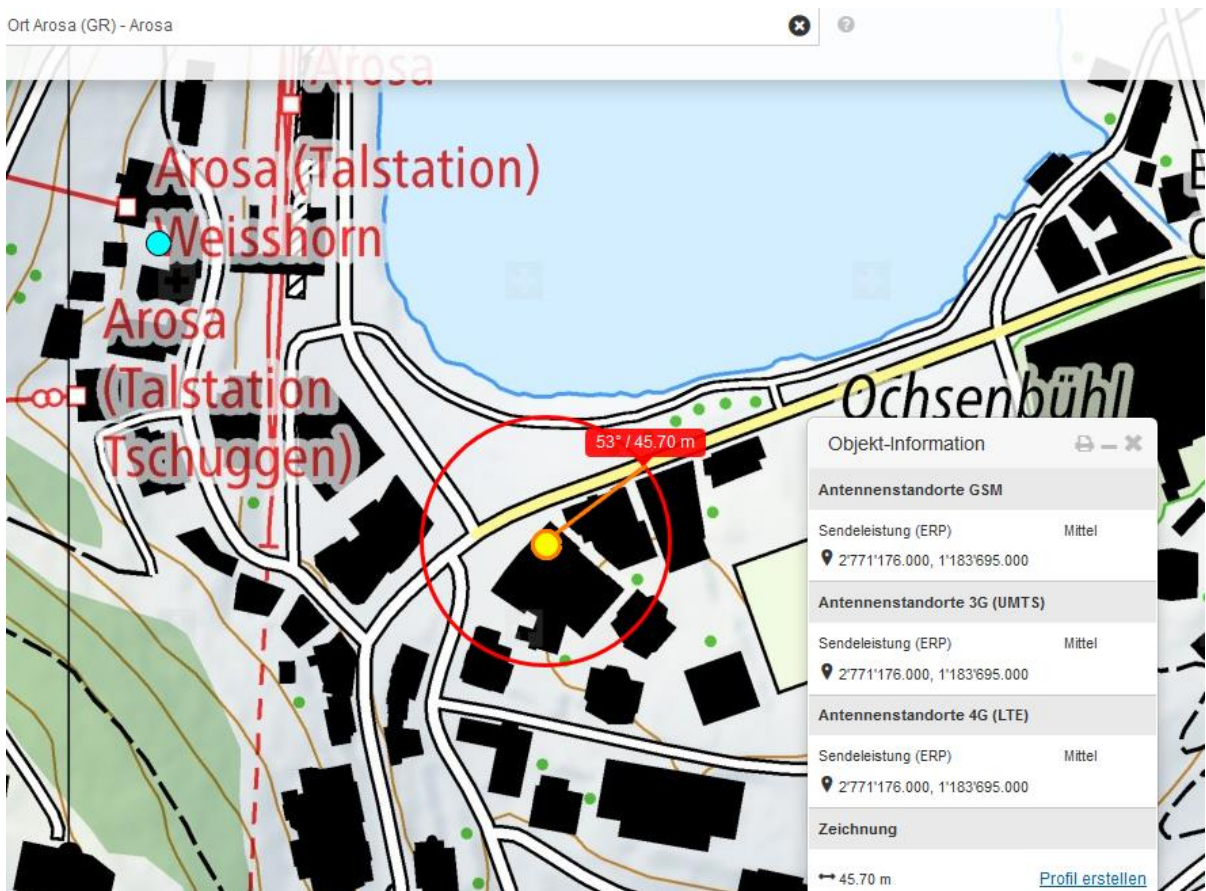 Ort Arosa (GR) - Arosa
Arosa
Arosa (Talstation)
Weisshorn
Arosa
(Talstation
Tschuggen)
Ochsenbühl
53° / 45.70 m
Objekt-Information
Antennenstandorte GSM
Sendeleistung (ERP) Mittel
2'771'176.000, 1'183'695.000
Antennenstandorte 3G (UMTS)
Sendeleistung (ERP) Mittel
2'771'176.000, 1'183'695.000
Antennenstandorte 4G (LTE)
Sendeleistung (ERP) Mittel
2'771'176.000, 1'183'695.000
Zeichnung
45.70 m Profil erstellen